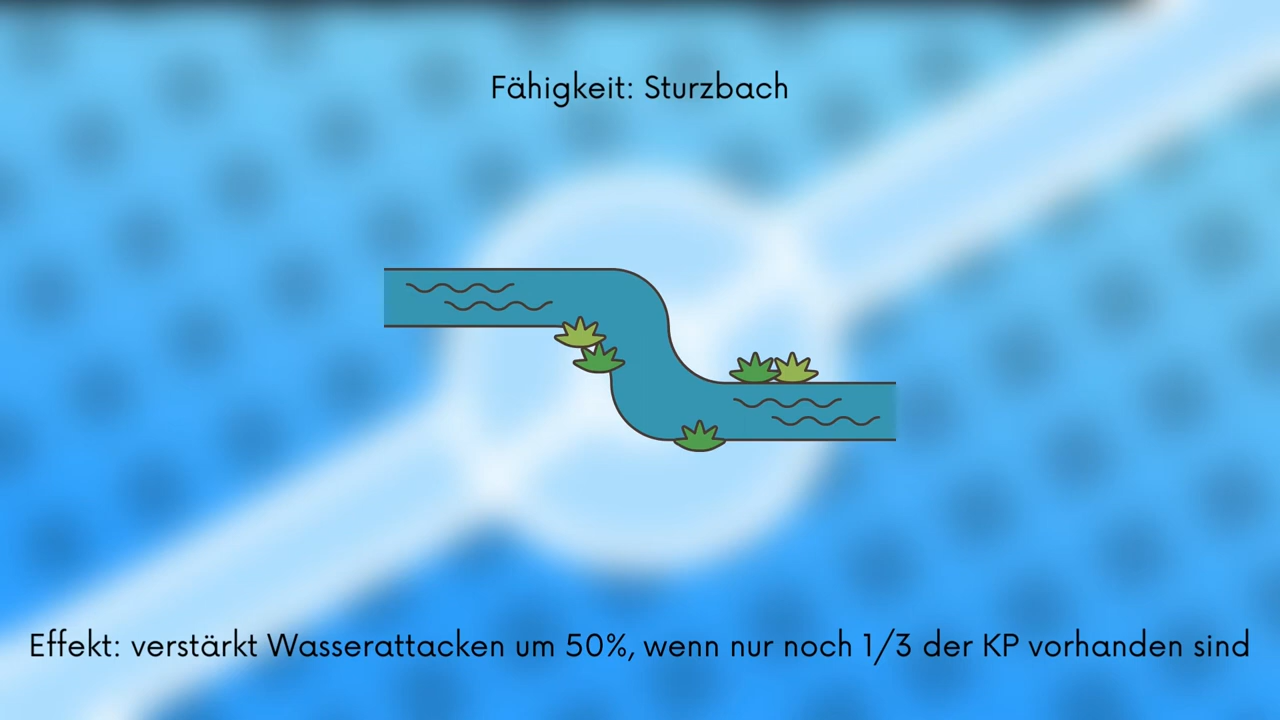 Fähigkeit: Sturzbach
Effekt: verstärkt Wasserattacken um 50%, wenn nur noch 1/3 der KP vorhanden sind